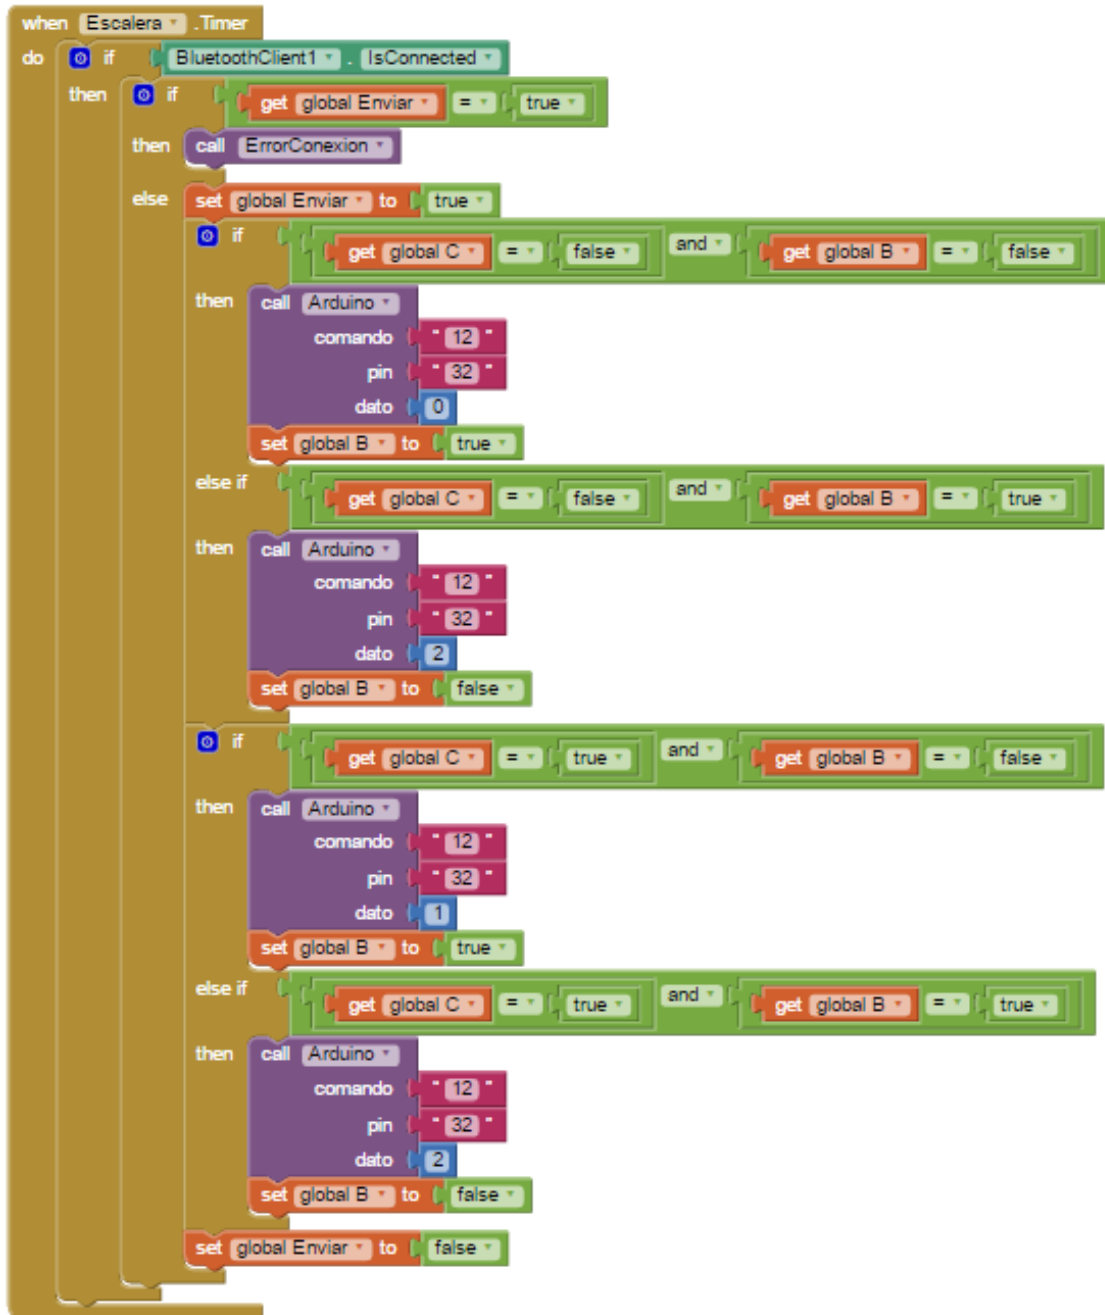 when Escalera .Timer
do if BluetoothClient1 . IsConnected
then if get global Enviar = true
then call ErrorConexion
else set global Enviar to true
if get global C = false and get global B = false
then call Arduino
comando " 12 "
pin " 32 "
dato 0
set global B to true
else if get global C = false and get global B = true
then call Arduino
comando " 12 "
pin " 32 "
dato 2
set global B to false
if get global C = true and get global B = false
then call Arduino
comando " 12 "
pin " 32 "
dato 1
set global B to true
else if get global C = true and get global B = true
then call Arduino
comando " 12 "
pin " 32 "
dato 2
set global B to false
set global Enviar to false